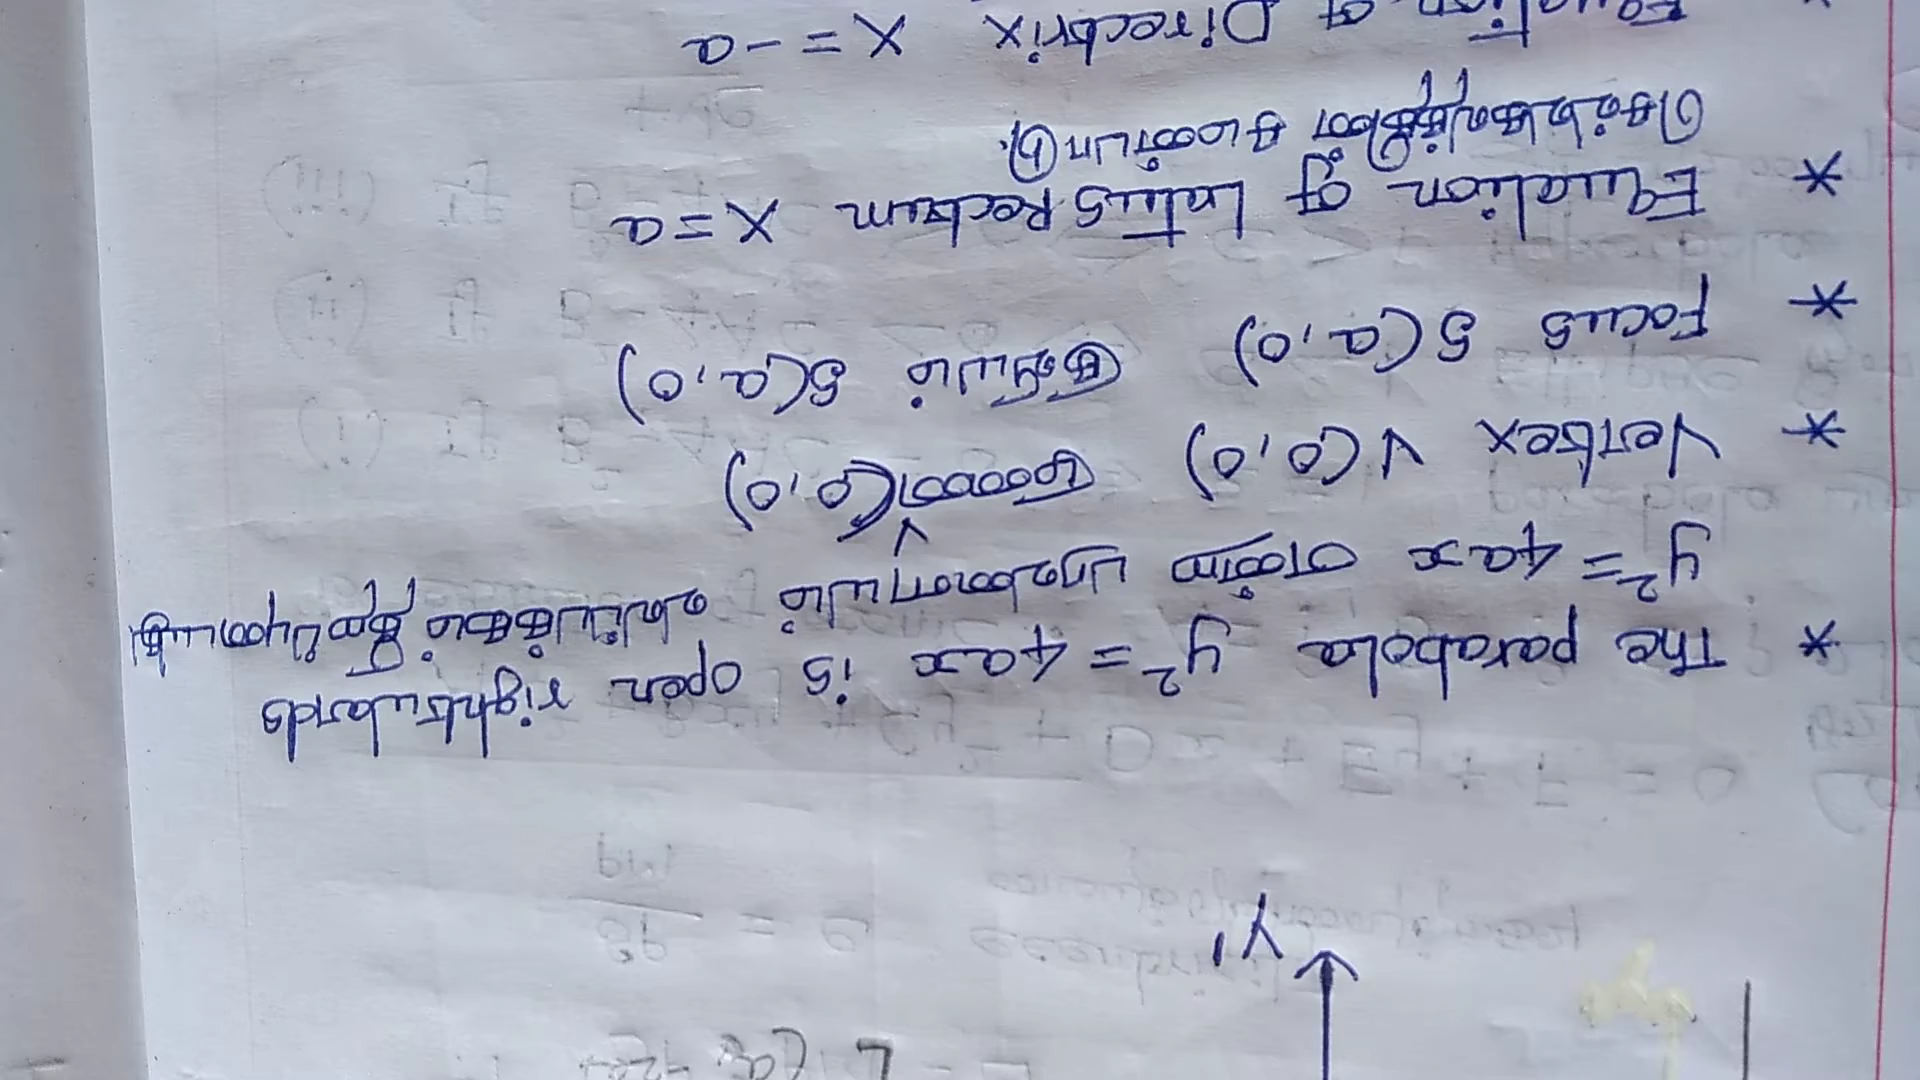 L' (a, -2a)
Y'
* The parabola y² = 4ax is open rightwards
y² = 4ax என்ற பரவளையம் வலப்பக்கம் திறப்புடையது
* Vertex V(0,0) முனை V(0,0)
* Focus S(a,0) குவியம் S(a,0)
* Equation of Latus Rectum x = a
செவ்வகலத்தின் சமன்பாடு
* Equation of Directrix x = -a